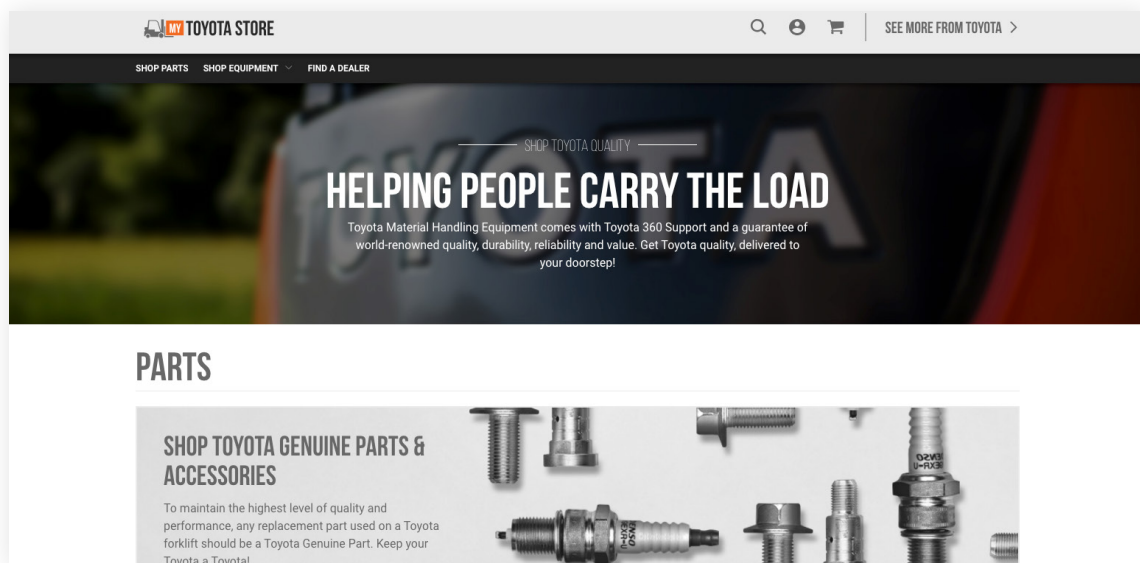 MY TOYOTA STORE
SEE MORE FROM TOYOTA
SHOP PARTS SHOP EQUIPMENT FIND A DEALER
TOYOTA
SHOP TOYOTA QUALITY
HELPING PEOPLE CARRY THE LOAD
Toyota Material Handling Equipment comes with Toyota 360 Support and a guarantee of
world-renowned quality, durability, reliability and value. Get Toyota quality, delivered to
your doorstep!
PARTS
SHOP TOYOTA GENUINE PARTS &
ACCESSORIES
To maintain the highest level of quality and
performance, any replacement part used on a Toyota
forklift should be a Toyota Genuine Part. Keep your
Toyota a Toyota!
DENSO